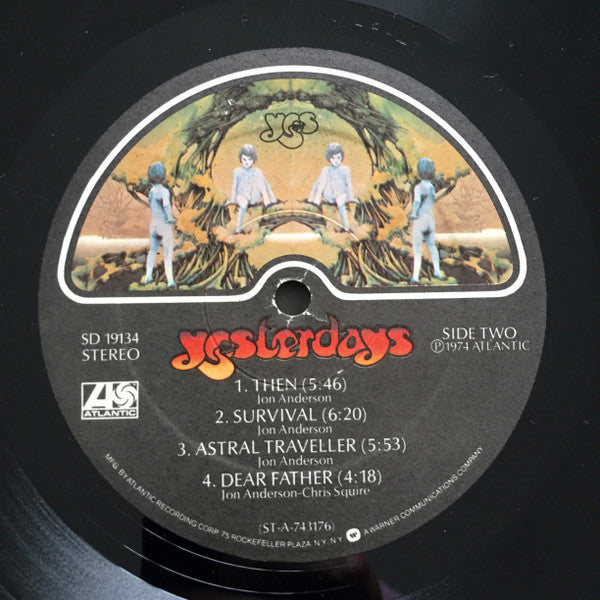 yes
SD 19134
STEREO
yesterdays
SIDE TWO
Ⓟ1974 ATLANTIC
ATLANTIC
1. THEN (5:46)
Jon Anderson
2. SURVIVAL (6:20)
Jon Anderson
3. ASTRAL TRAVELLER (5:53)
Jon Anderson
4. DEAR FATHER (4:18)
Jon Anderson-Chris Squire
(ST-A-743176)
MFG. BY ATLANTIC RECORDING CORP. 75 ROCKEFELLER PLAZA. N.Y. N.Y. A WARNER COMMUNICATIONS COMPANY